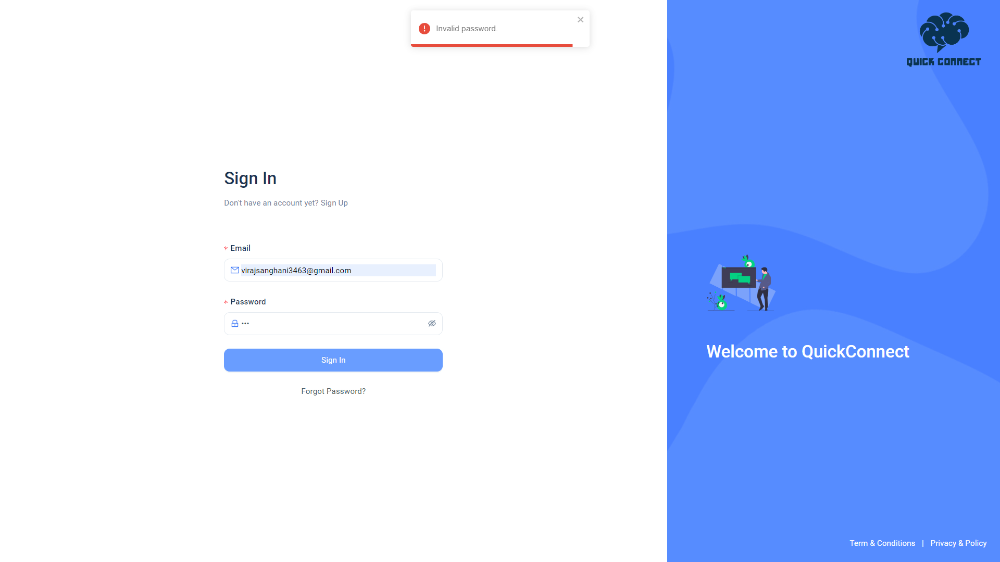 Invalid password.
QUICK CONNECT
Sign In
Don't have an account yet? Sign Up
* Email
virajsanghani3463@gmail.com
* Password
•••
Sign In
Forgot Password?
Welcome to QuickConnect
Term & Conditions | Privacy & Policy